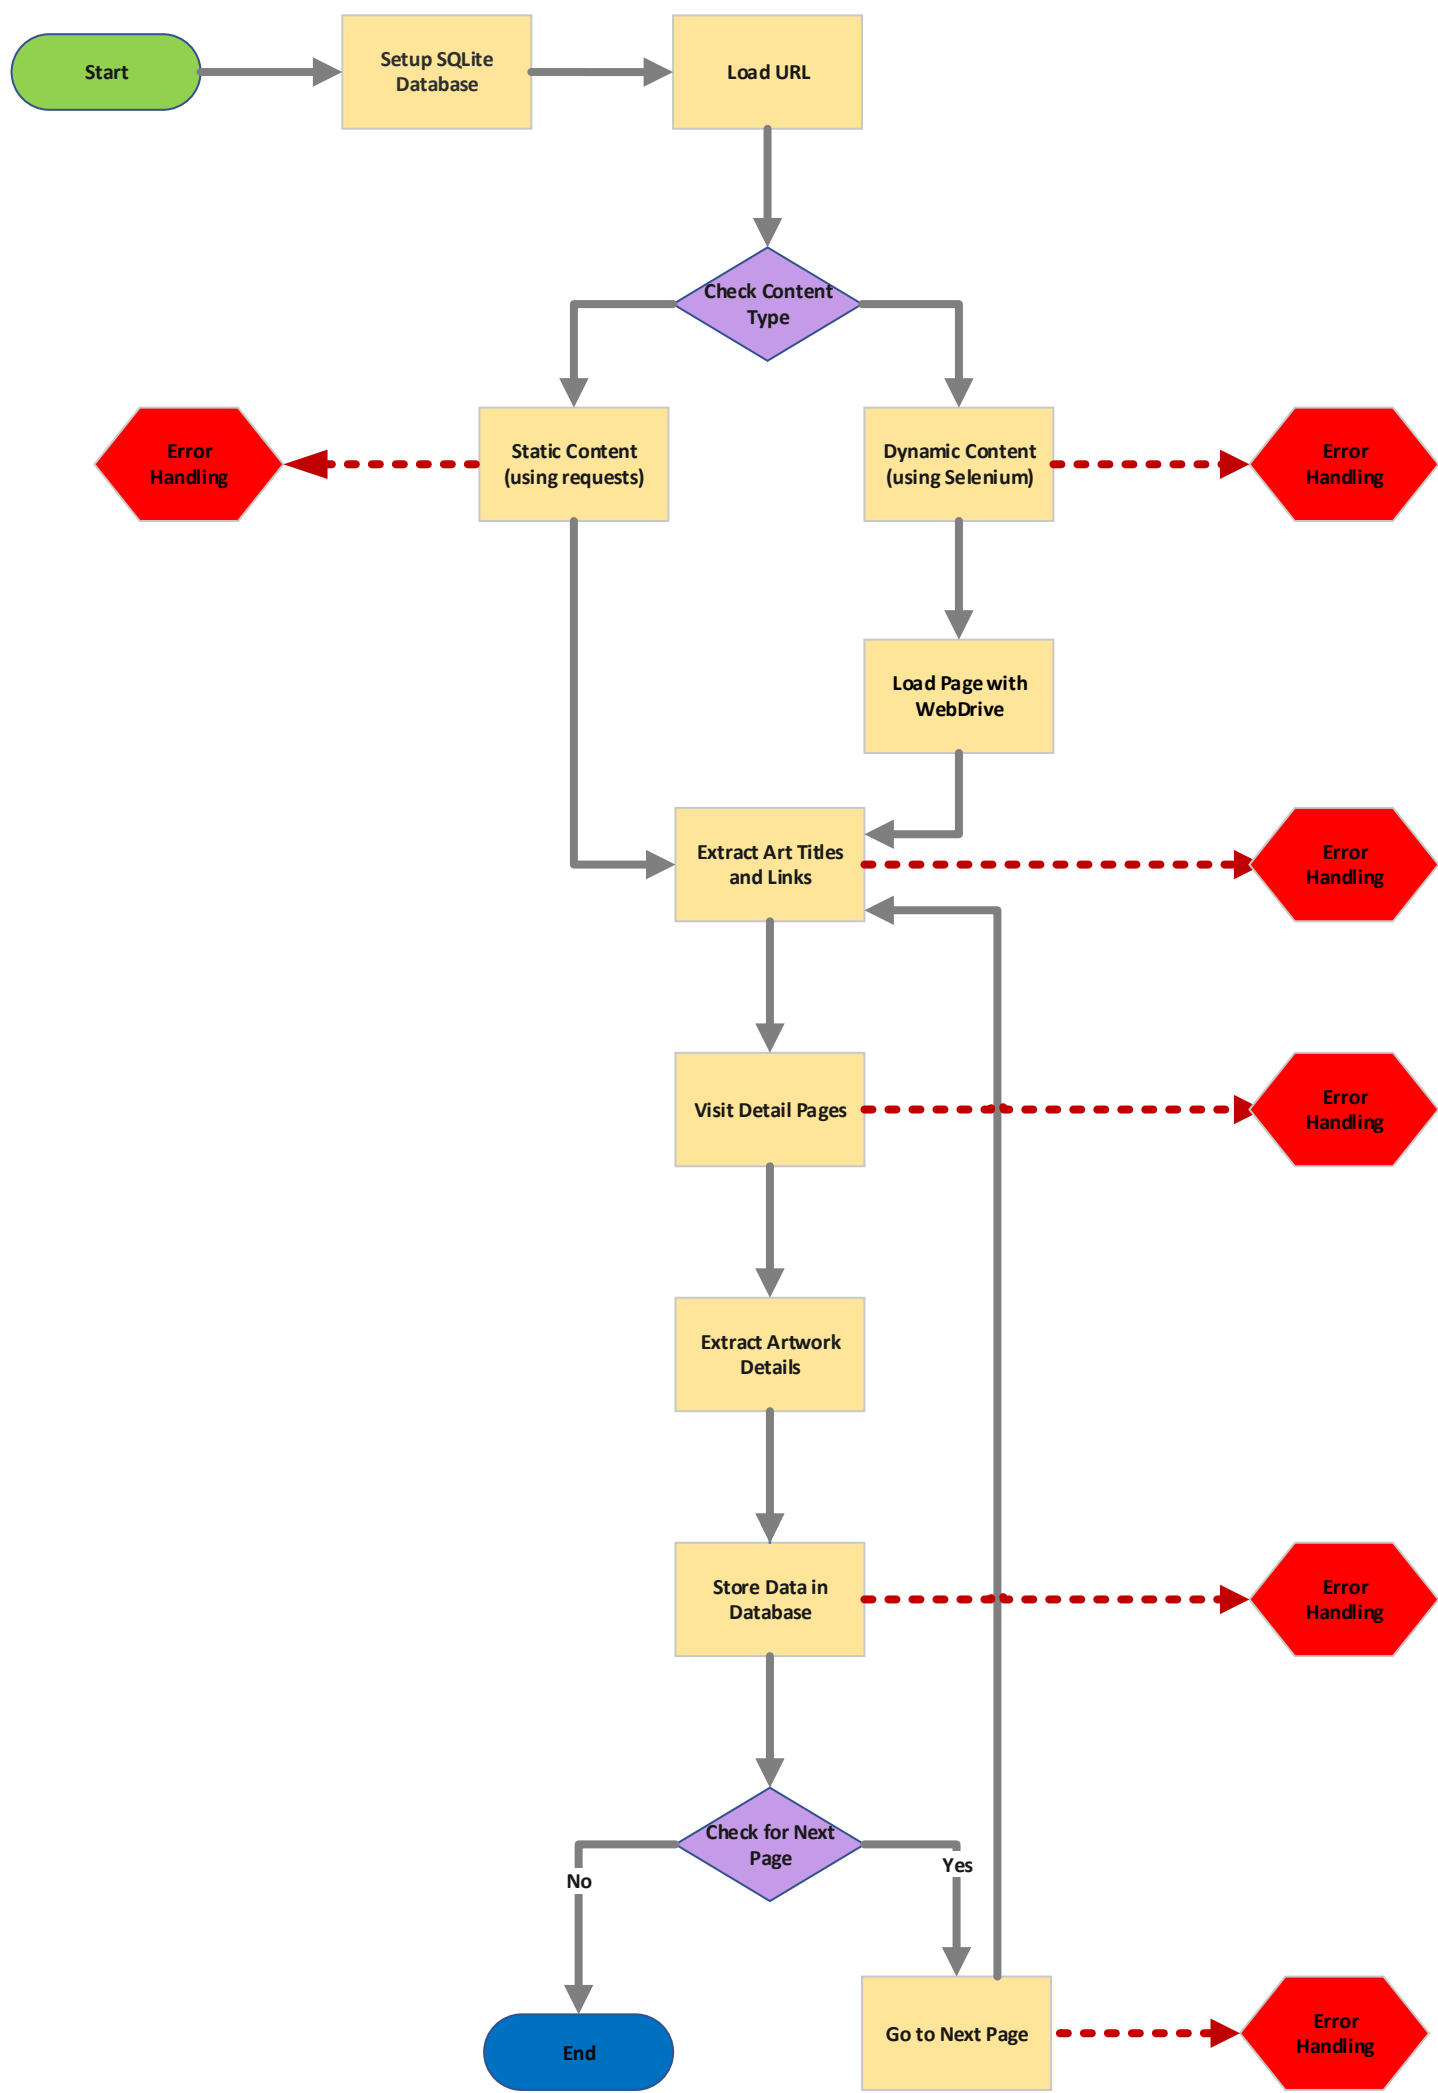 Start
Setup SQLite
Database
Load URL
Check Content
Type
Error
Handling
Static Content
(using requests)
Dynamic Content
(using Selenium)
Error
Handling
Load Page with
WebDrive
Extract Art Titles
and Links
Error
Handling
Visit Detail Pages
Error
Handling
Extract Artwork
Details
Store Data in
Database
Error
Handling
Check for Next
Page
No
Yes
End
Go to Next Page
Error
Handling